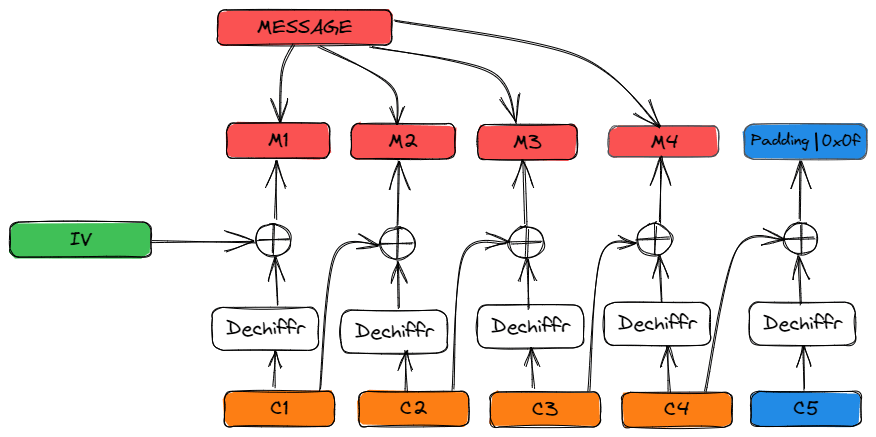 MESSAGE
M1
M2
M3
M4
Padding | 0x0f
IV
Dechiffr
Dechiffr
Dechiffr
Dechiffr
Dechiffr
C1
C2
C3
C4
C5